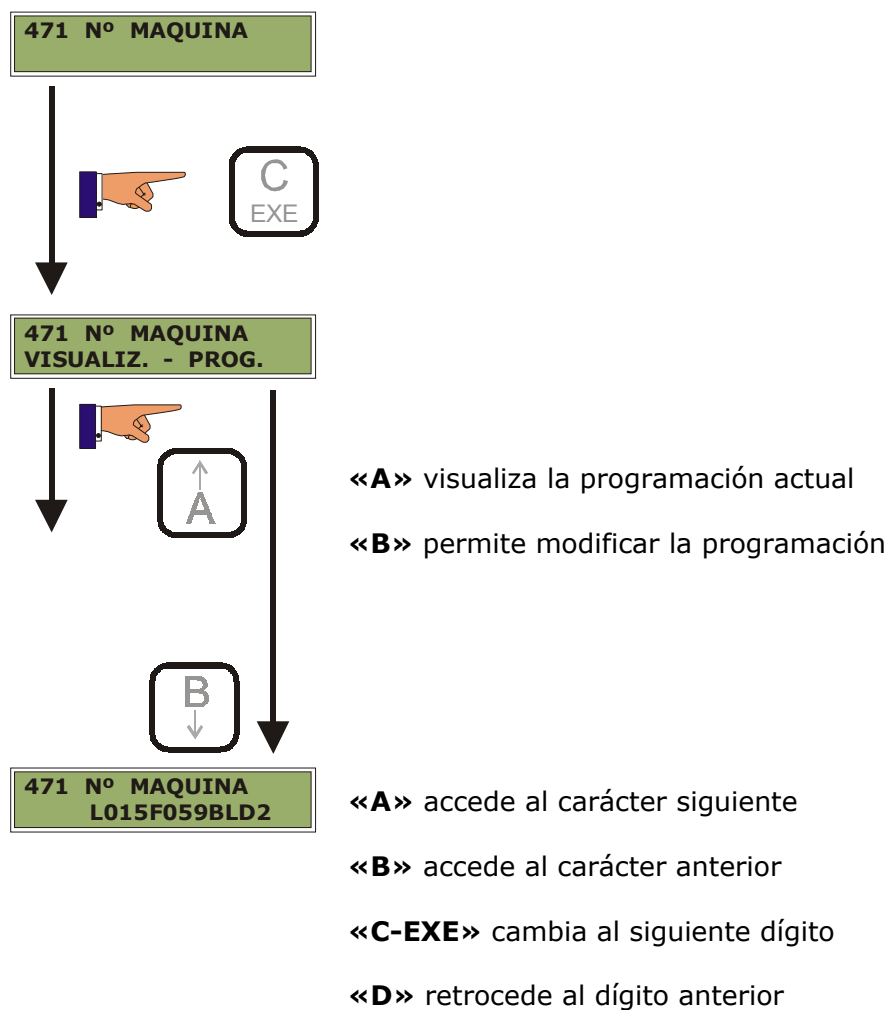 471 Nº MAQUINA
C
EXE
471 Nº MAQUINA
VISUALIZ. - PROG.
A
«A» visualiza la programación actual
«B» permite modificar la programación
B
471 Nº MAQUINA
L015F059BLD2
«A» accede al carácter siguiente
«B» accede al carácter anterior
«C-EXE» cambia al siguiente dígito
«D» retrocede al dígito anterior